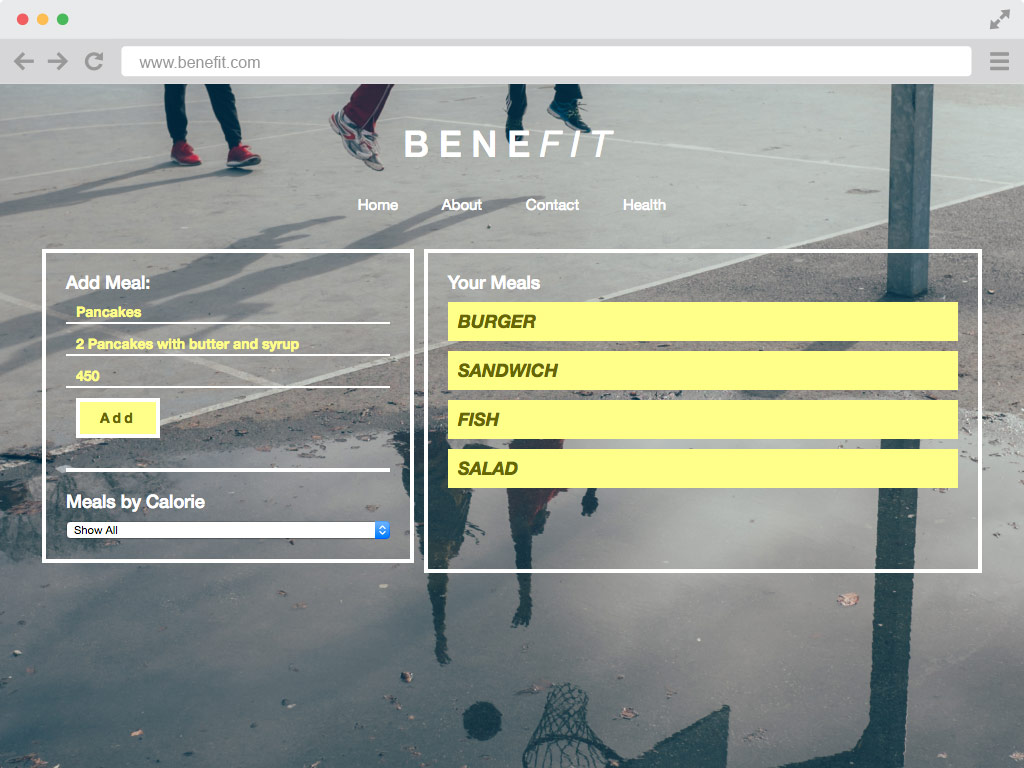 www.benefit.com
BENEFIT
Home About Contact Health
Add Meal:
Pancakes
2 Pancakes with butter and syrup
450
Add
Meals by Calorie
Show All
Your Meals
BURGER
SANDWICH
FISH
SALAD